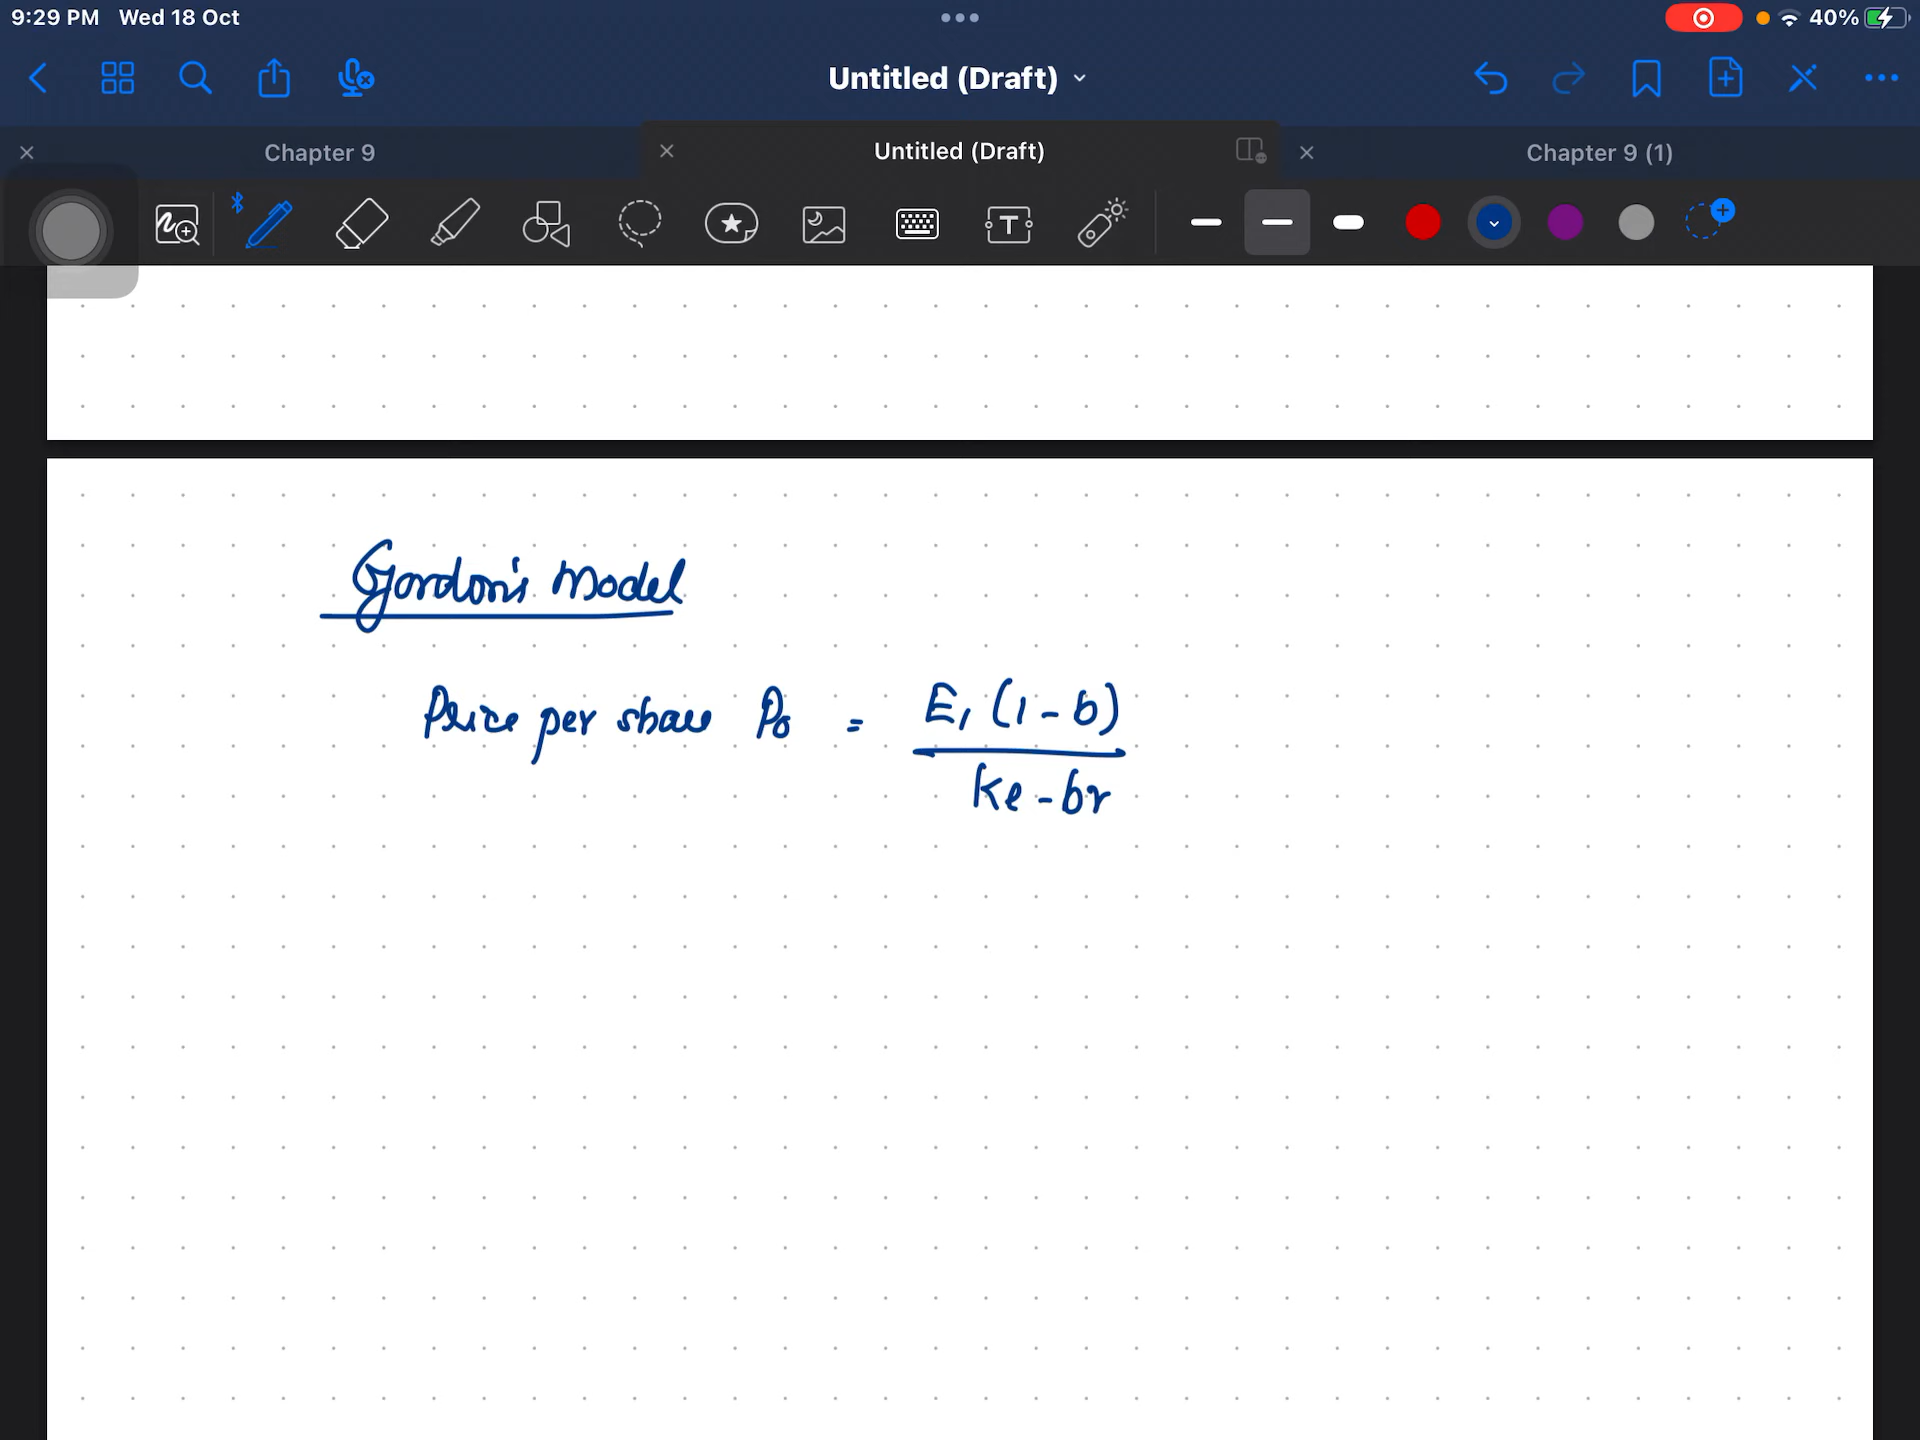 9:29 PM Wed 18 Oct 40%
Untitled (Draft)
Chapter 9 Untitled (Draft) Chapter 9 (1)
T
Gordon's Model
Price per share P₀ = E₁ (1 - b)
Ke - br